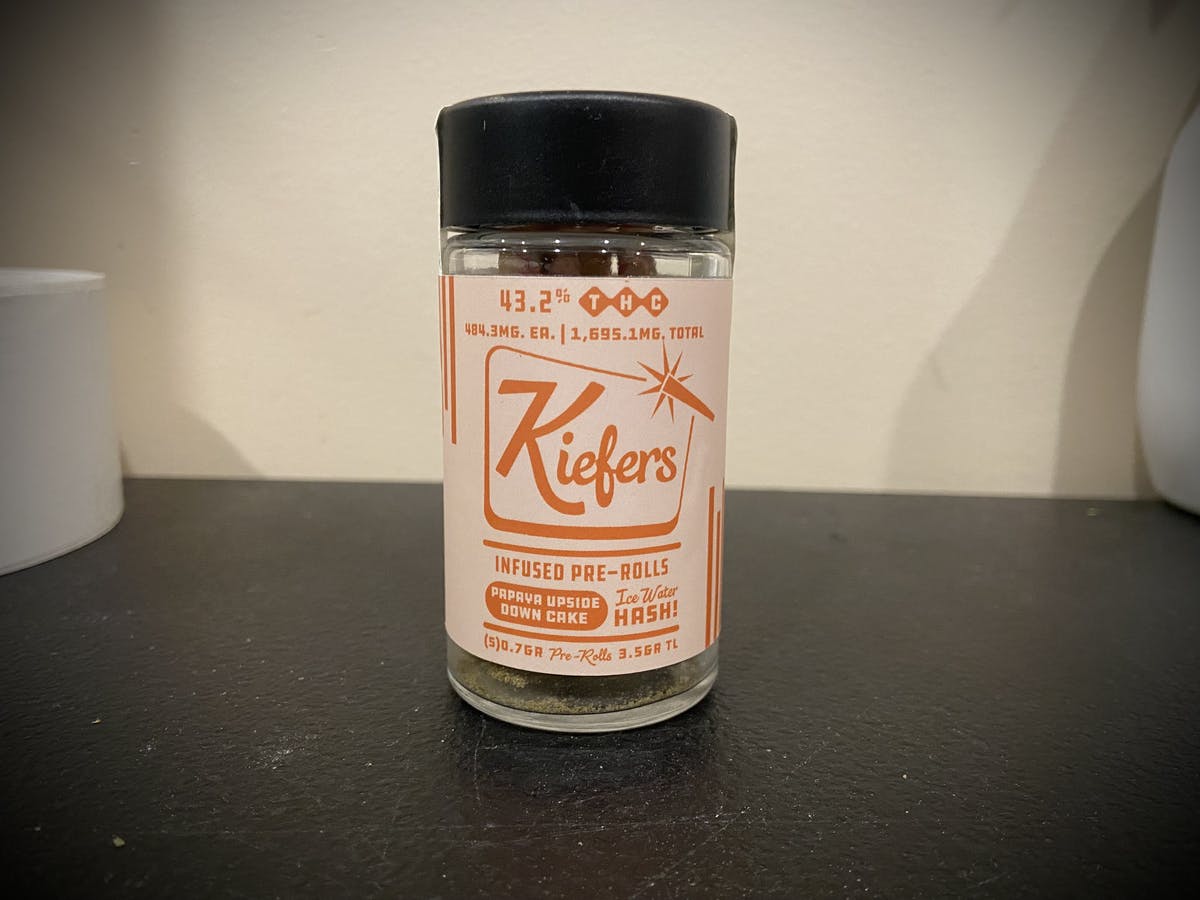 43.2% THC
484.3MG. EA. | 1,695.1MG. TOTAL
Kiefers
INFUSED PRE-ROLLS
PAPAYA UPSIDE
DOWN CAKE
Ice Water
HASH!
(5)0.7GR Pre-Rolls 3.5GR TL